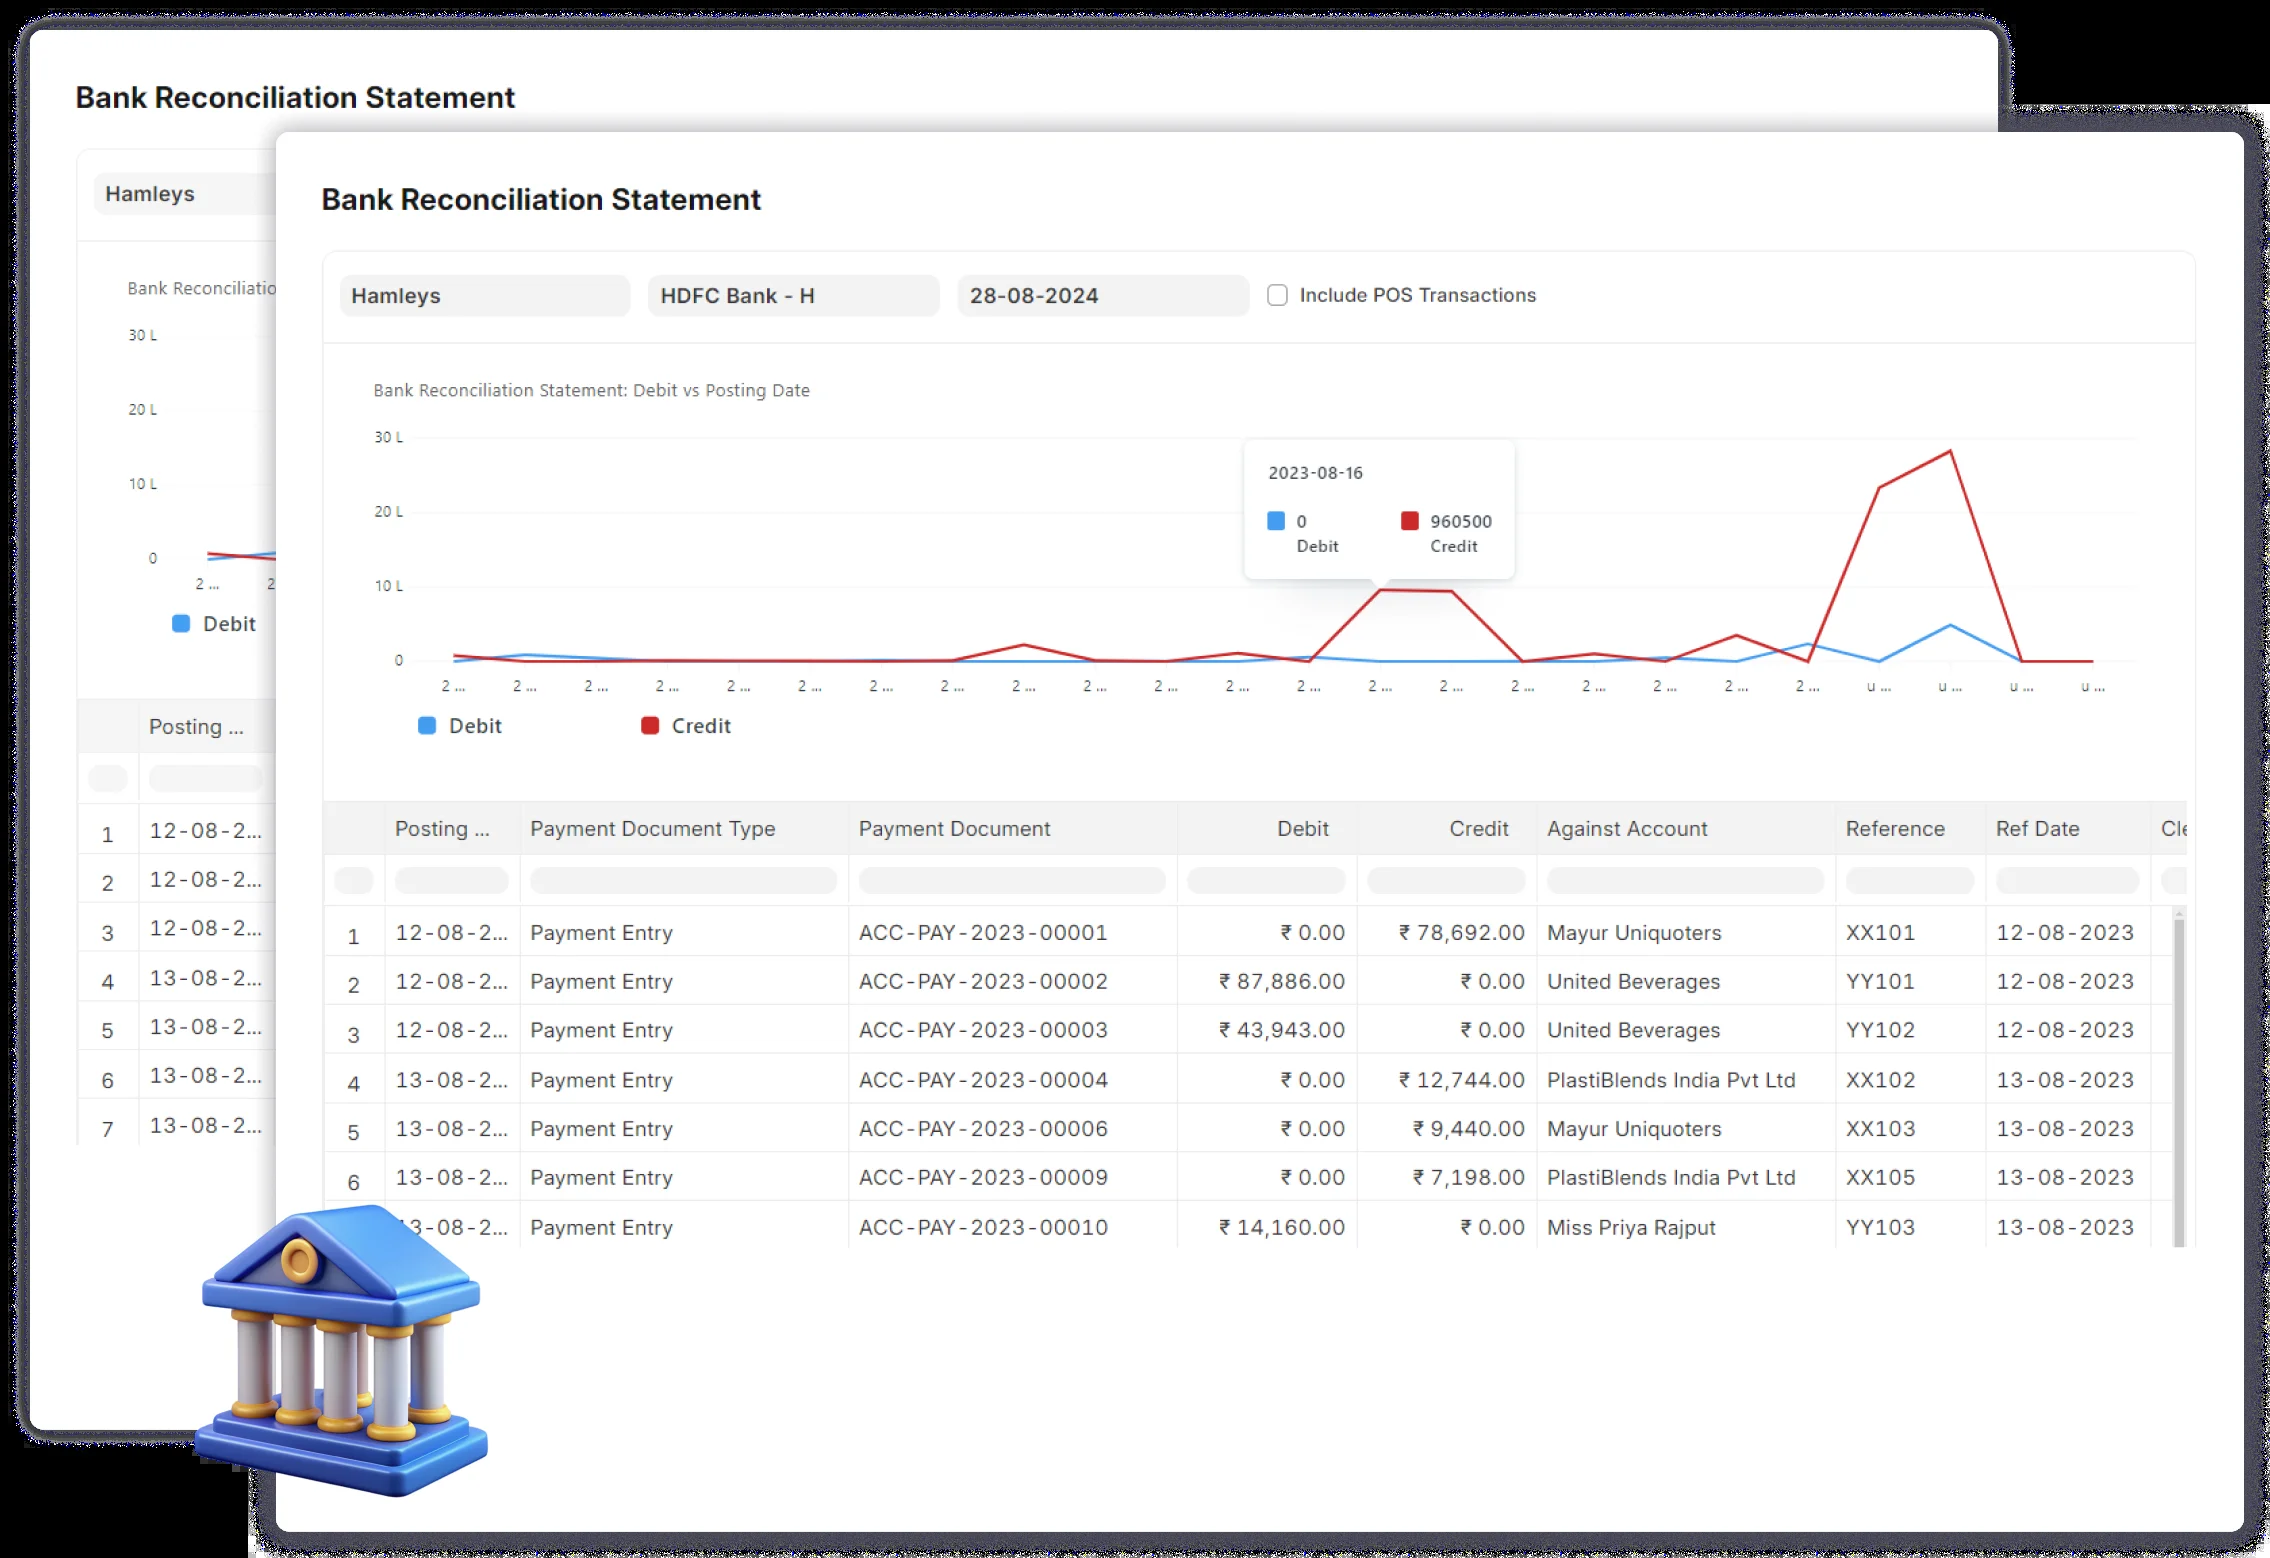 Bank Reconciliation Statement
Hamleys
Bank Reconciliatio
30 L
20 L
10 L
0
2 ... 2
Debit
Posting ...
1 12-08-2...
2 12-08-2...
3 12-08-2...
4 13-08-2...
5 13-08-2...
6 13-08-2...
7 13-08-2...
Bank Reconciliation Statement
Hamleys HDFC Bank - H 28-08-2024 Include POS Transactions
Bank Reconciliation Statement: Debit vs Posting Date
30 L
20 L
10 L
0
2023-08-16
0 960500
Debit Credit
2 ... 2 ... 2 ... 2 ... 2 ... 2 ... 2 ... 2 ... 2 ... 2 ... 2 ... 2 ... 2 ... 2 ... 2 ... 2 ... 2 ... 2 ... 2 ... 2 ... u ... u ... u ... u ...
Debit Credit
Posting ... Payment Document Type Payment Document Debit Credit Against Account Reference Ref Date Cle
1 12-08-2... Payment Entry ACC-PAY-2023-00001 ₹ 0.00 ₹ 78,692.00 Mayur Uniquoters XX101 12-08-2023
2 12-08-2... Payment Entry ACC-PAY-2023-00002 ₹ 87,886.00 ₹ 0.00 United Beverages YY101 12-08-2023
3 12-08-2... Payment Entry ACC-PAY-2023-00003 ₹ 43,943.00 ₹ 0.00 United Beverages YY102 12-08-2023
4 13-08-2... Payment Entry ACC-PAY-2023-00004 ₹ 0.00 ₹ 12,744.00 PlastiBlends India Pvt Ltd XX102 13-08-2023
5 13-08-2... Payment Entry ACC-PAY-2023-00006 ₹ 0.00 ₹ 9,440.00 Mayur Uniquoters XX103 13-08-2023
6 13-08-2... Payment Entry ACC-PAY-2023-00009 ₹ 0.00 ₹ 7,198.00 PlastiBlends India Pvt Ltd XX105 13-08-2023
13-08-2... Payment Entry ACC-PAY-2023-00010 ₹ 14,160.00 ₹ 0.00 Miss Priya Rajput YY103 13-08-2023